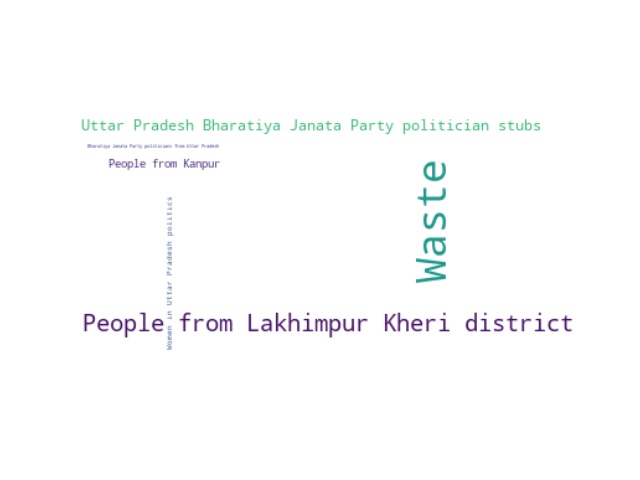 Uttar Pradesh Bharatiya Janata Party politician stubs
Bharatiya Janata Party politicians from Uttar Pradesh
People from Kanpur
Waste
Women in Uttar Pradesh politics
People from Lakhimpur Kheri district